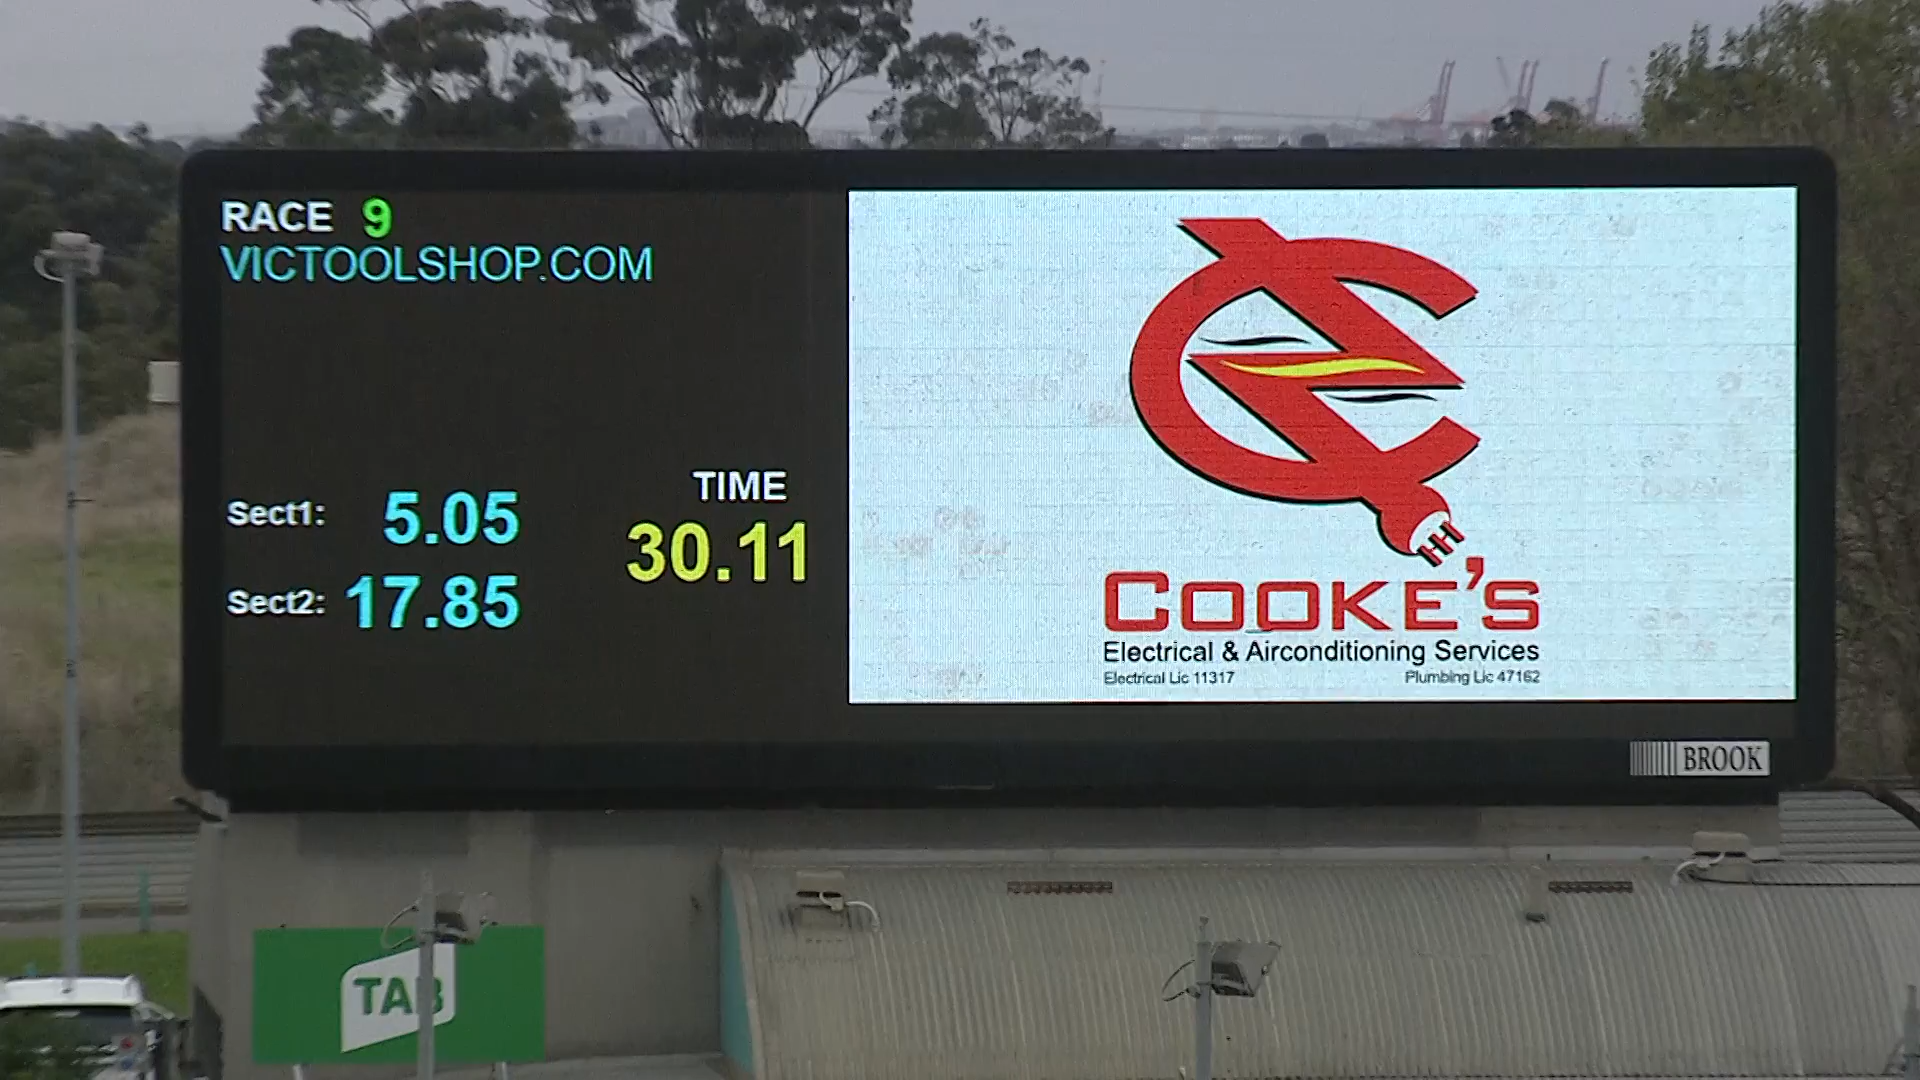 RACE 9
VICTOOLSHOP.COM
TIME
Sect1: 5.05
30.11
Sect2: 17.85
COOKE'S
Electrical & Airconditioning Services
Electrical Lic 11317 Plumbing Lic 47162
BROOK
TAB